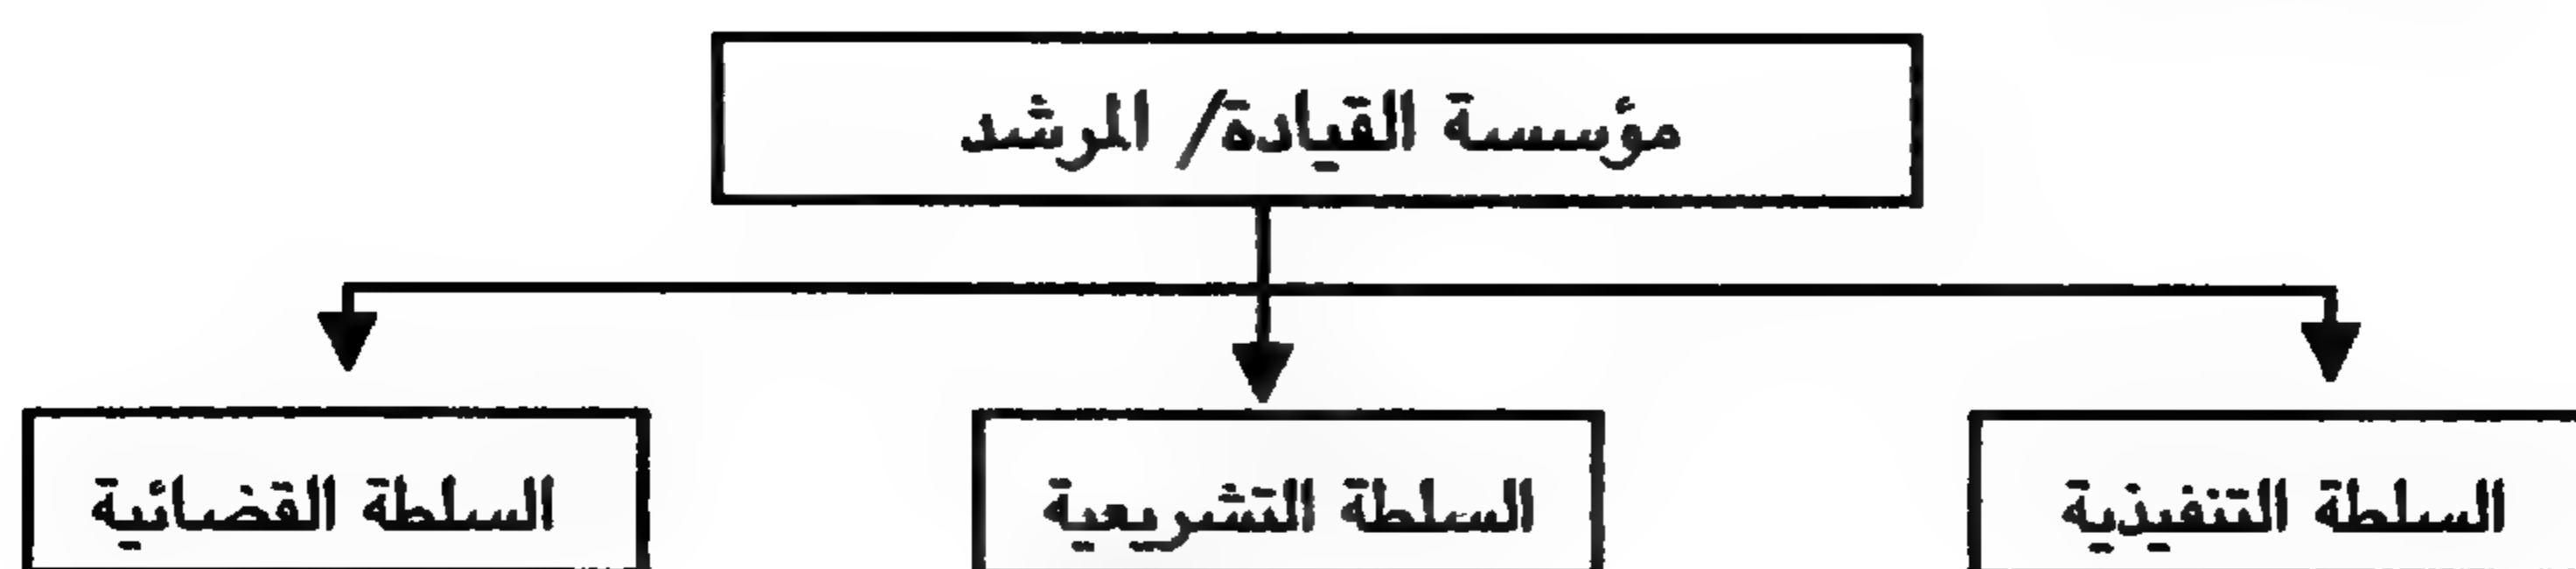 مؤسسة القيادة/ المرشد
السلطة التنفيذية
السلطة التشريعية
السلطة القضائية